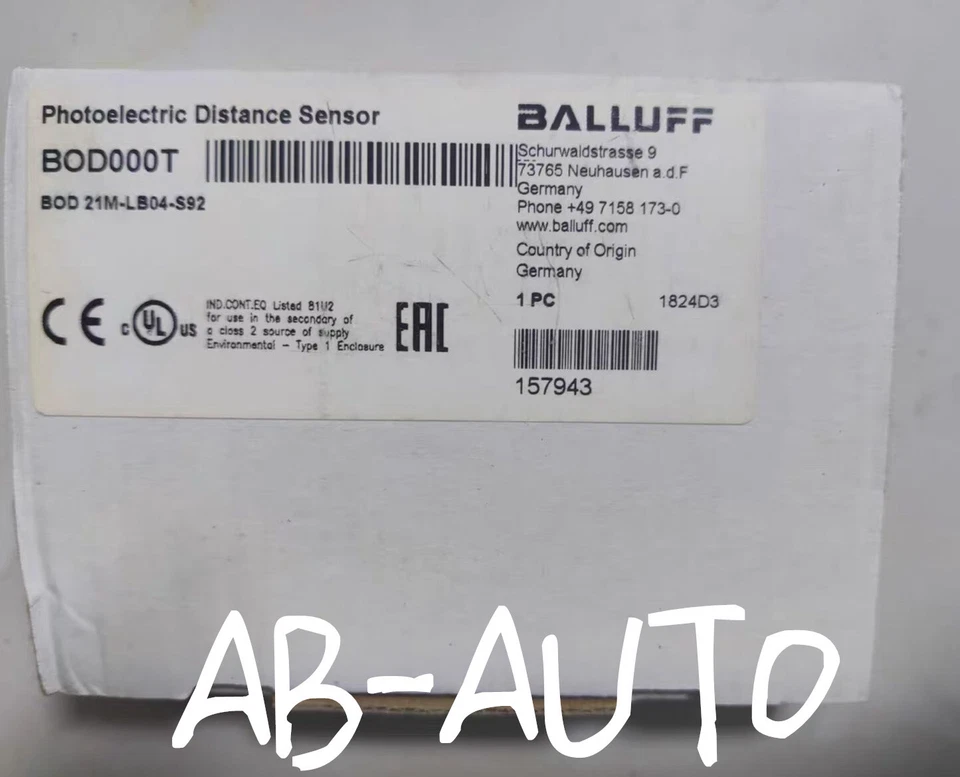 Photoelectric Distance Sensor
BOD000T
BOD 21M-LB04-S92
BALLUFF
Schurwaldstrasse 9
73765 Neuhausen a.d.F
Germany
Phone +49 7158 173-0
www.balluff.com
Country of Origin
Germany
1 PC 1824D3
157943
CE
c UL US
IND.CONT.EQ Listed 81U2
for use in the secondary of
a class 2 source of supply
Environmental - Type 1 Enclosure
EAC
AB-AUTO